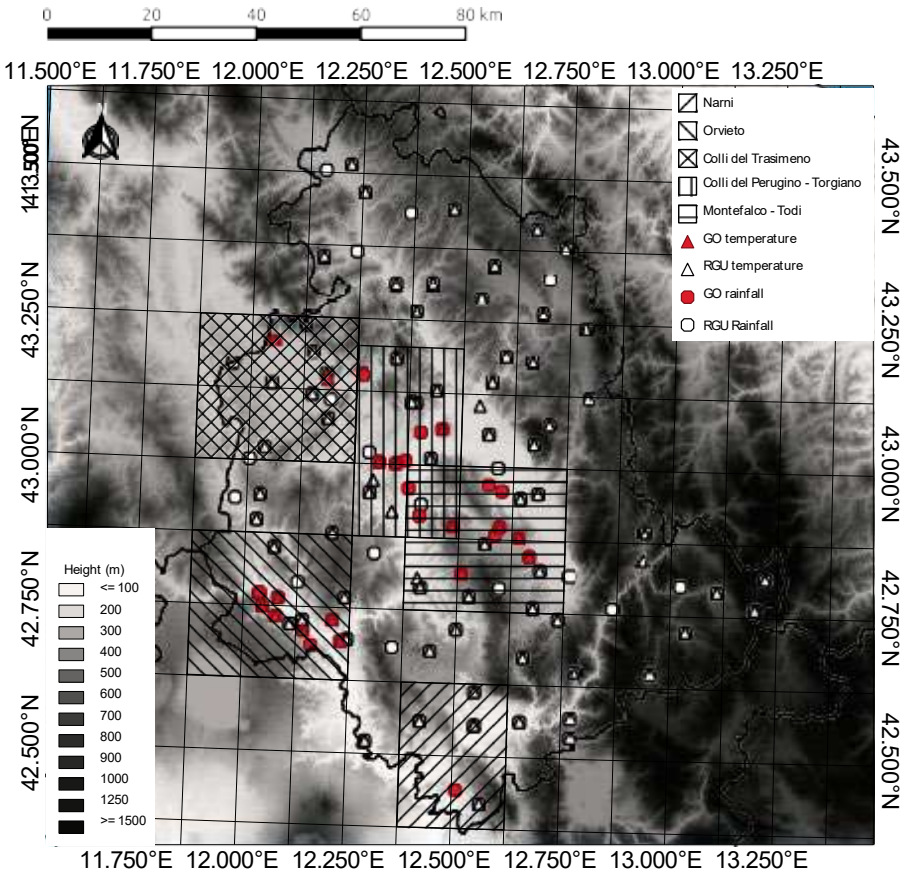 0 20 40 60 80 km
11.500°E 11.750°E 12.000°E 12.250°E 12.500°E 12.750°E 13.000°E 13.250°E
Narni
Orvieto
Colli del Trasimeno
Colli del Perugino - Torgiano
Montefalco - Todi
GO temperature
RGU temperature
GO rainfall
RGU Rainfall
43.500°N
43.250°N 43.250°N
43.000°N 43.000°N
42.750°N 42.750°N
42.500°N 42.500°N
Height (m)
<= 100
200
300
400
500
600
700
800
900
1000
1250
>= 1500
11.750°E 12.000°E 12.250°E 12.500°E 12.750°E 13.000°E 13.250°E